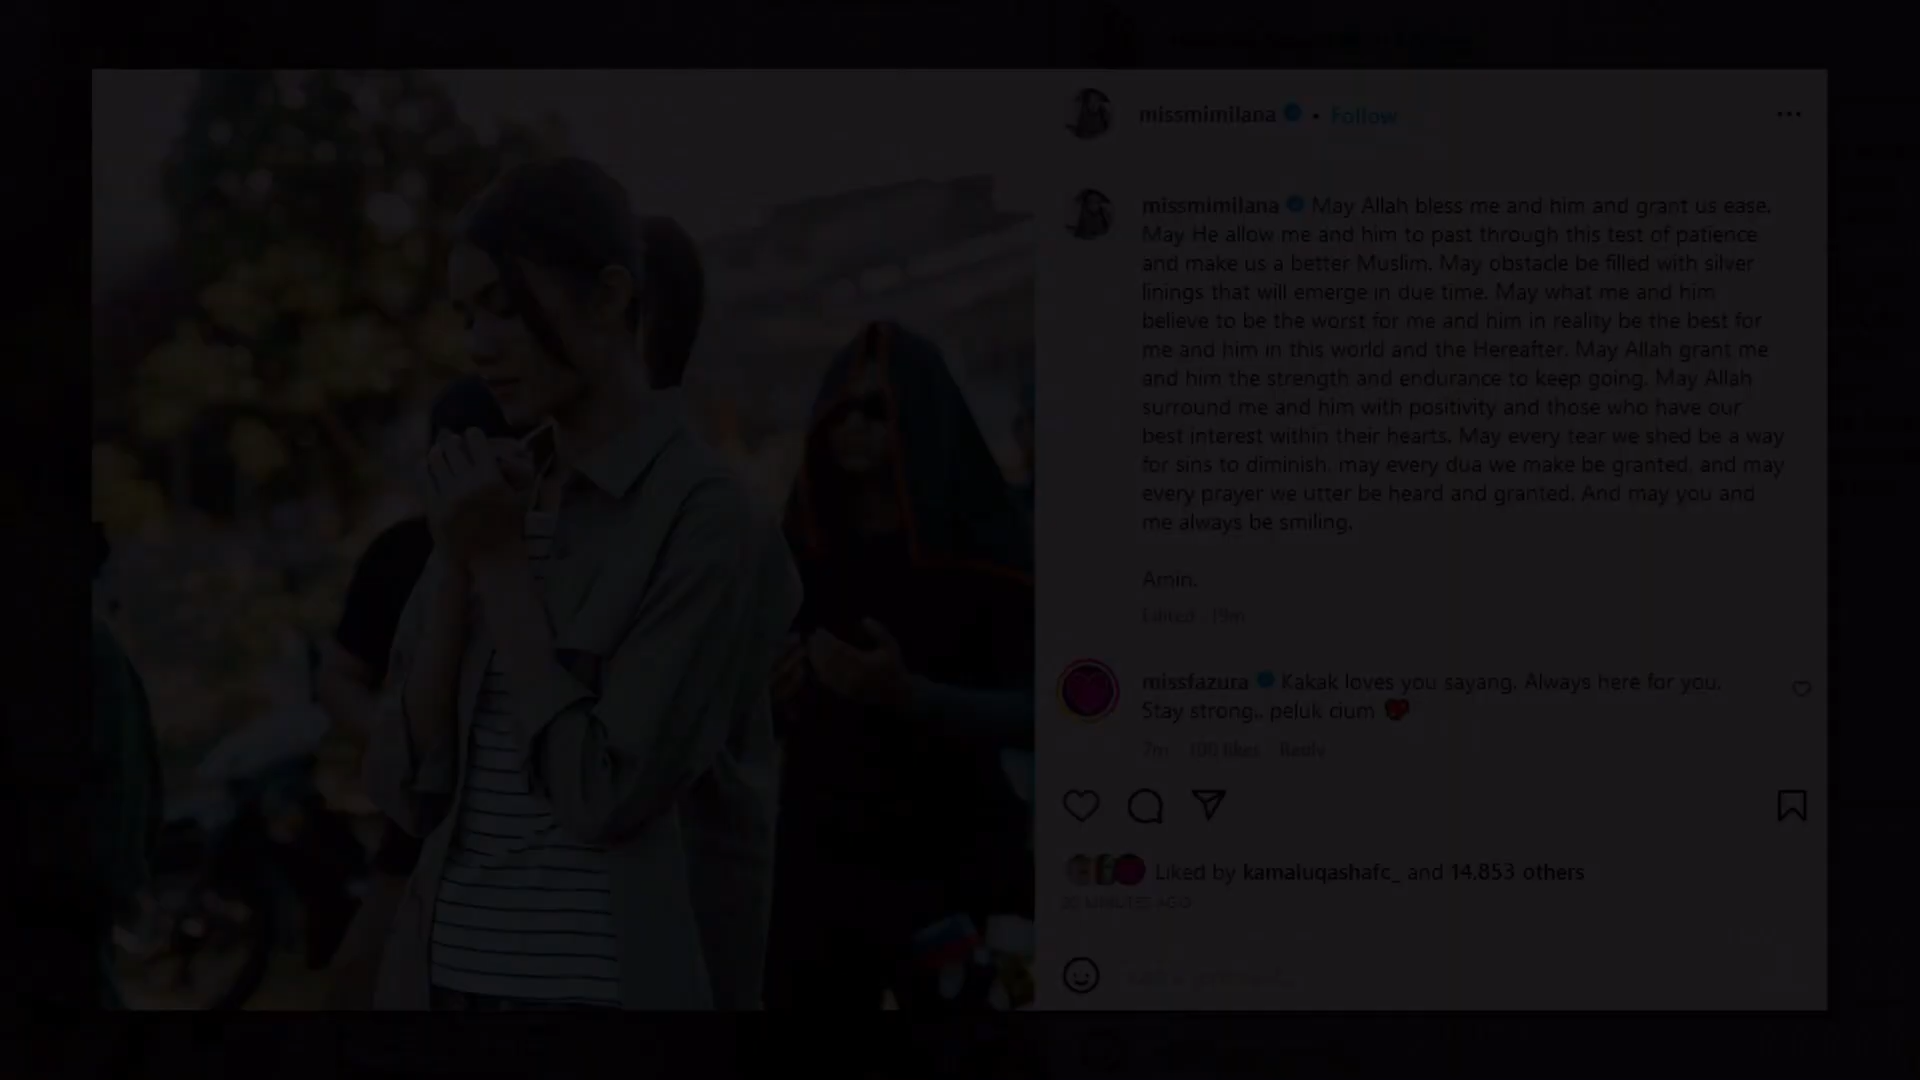 missmimilana • Follow
missmimilana May Allah bless me and him and grant us ease.
May He allow me and him to past through this test of patience
and make us a better Muslim. May obstacle be filled with silver
linings that will emerge in due time. May what me and him
believe to be the worst for me and him in reality be the best for
me and him in this world and the Hereafter. May Allah grant me
and him the strength and endurance to keep going. May Allah
surround me and him with positivity and those who have our
best interest within their hearts. May every tear we shed be a way
for sins to diminish, may every dua we make be granted, and may
every prayer we utter be heard and granted. And may you and
me always be smiling.
Amin.
Edited · 19m
missfazura Kakak loves you sayang. Always here for you.
Stay strong.. peluk cium
7m 100 likes Reply
Liked by kamaluqashafc_ and 14,853 others
MINUTES AGO